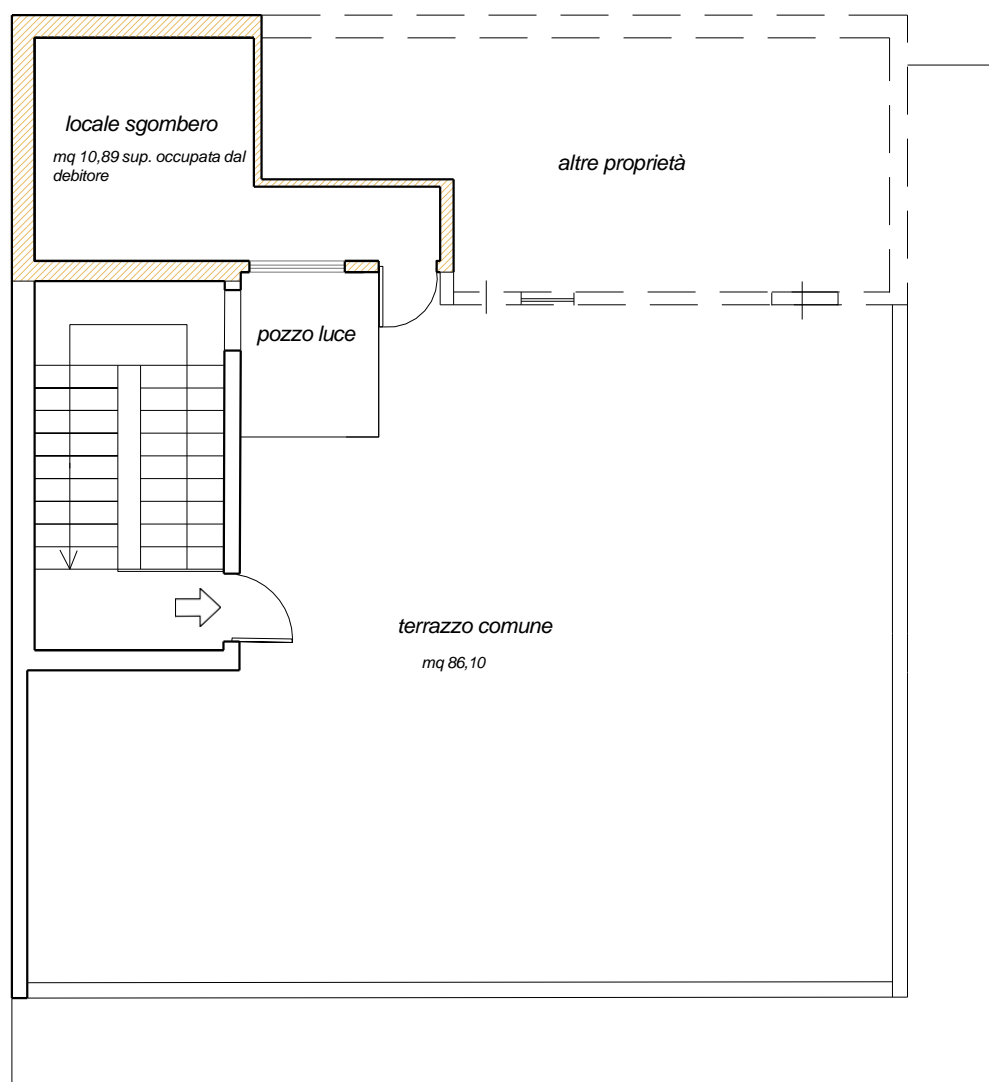 locale sgombero
mq 10,89 sup. occupata dal
debitore
altre proprietà
pozzo luce
terrazzo comune
mq 86,10